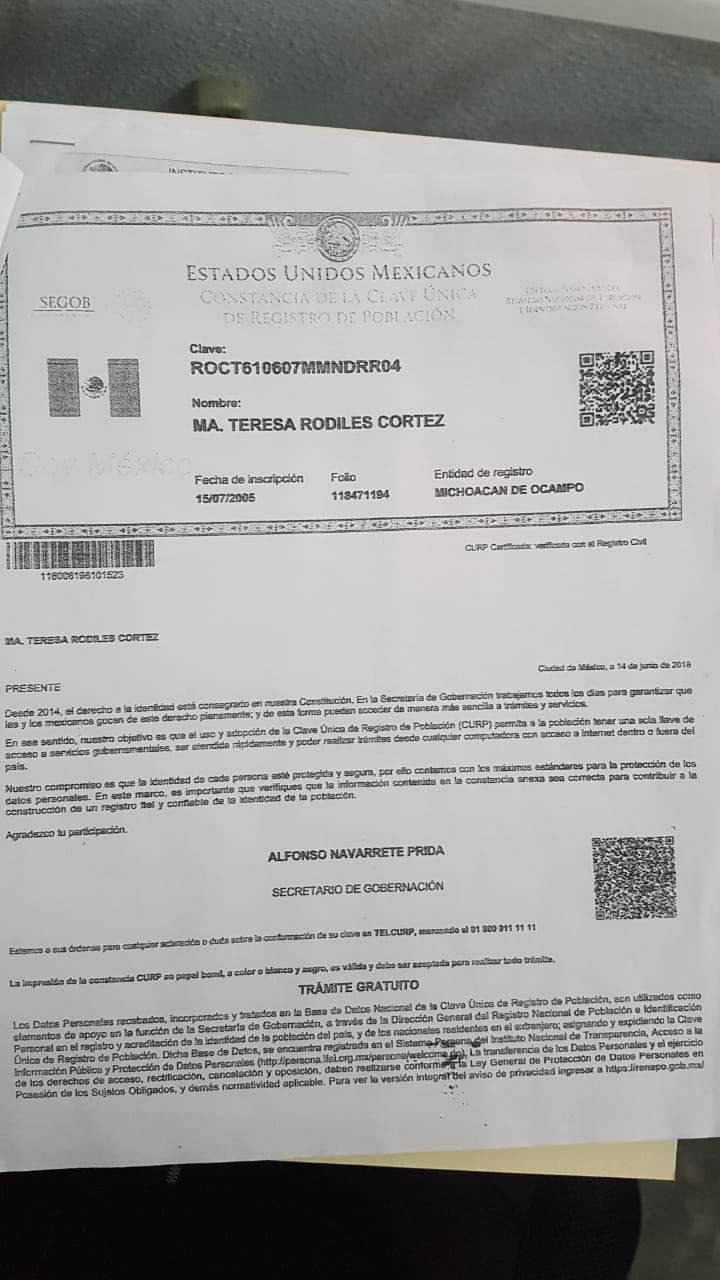 ESTADOS UNIDOS MEXICANOS
CONSTANCIA DE LA CLAVE ÚNICA
DE REGISTRO DE POBLACIÓN
SEGOB
Clave:
ROCT610607MMNDRR04
Nombre:
MA. TERESA RODILES CORTEZ
Soy México
Fecha de inscripción Folio Entidad de registro
15/07/2005 118471194 MICHOACAN DE OCAMPO
CURP Certificada: verificada con el Registro Civil
116006196101523
MA. TERESA RODILES CORTEZ
Ciudad de México, a 14 de junio de 2018
PRESENTE
Desde 2014, el derecho a la identidad está consagrado en nuestra Constitución. En la Secretaría de Gobernación trabajamos todos los días para garantizar que
las y los mexicanos gocen de este derecho plenamente; y de esta forma puedan acceder de manera más sencilla a trámites y servicios.
En ese sentido, nuestro objetivo es que el uso y adopción de la Clave Única de Registro de Población (CURP) permita a la población tener una sola llave de
acceso a servicios gubernamentales, ser atendida rápidamente y poder realizar trámites desde cualquier computadora con acceso a internet dentro o fuera del
país.
Nuestro compromiso es que la identidad de cada persona esté protegida y segura, por ello contamos con los máximos estándares para la protección de los
datos personales. En este marco, es importante que verifiques que la información contenida en la constancia anexa sea correcta para contribuir a la
construcción de un registro fiel y confiable de la identidad de la población.
Agradezco tu participación.
ALFONSO NAVARRETE PRIDA
SECRETARIO DE GOBERNACIÓN
Estamos a sus órdenes para cualquier aclaración o duda sobre la conformación de su clave en TELCURP, marcando el 01 800 911 11 11
La impresión de la constancia CURP en papel bond, a color o blanco y negro, es válida y debe ser aceptada para realizar todo trámite.
TRÁMITE GRATUITO
Los Datos Personales recabados, incorporados y tratados en la Base de Datos Nacional de la Clave Única de Registro de Población, son utilizados como
elementos de apoyo en la función de la Secretaría de Gobernación, a través de la Dirección General del Registro Nacional de Población e Identificación
Personal en el registro y acreditación de la identidad de la población del país, y de los nacionales residentes en el extranjero; asignando y expidiendo la Clave
Única de Registro de Población. Dicha Base de Datos, se encuentra registrada en el Sistema Persona del Instituto Nacional de Transparencia, Acceso a la
Información Pública y Protección de Datos Personales (http://persona.ifai.org.mx/persona/welcome.do). La transferencia de los Datos Personales y el ejercicio
de los derechos de acceso, rectificación, cancelación y oposición, deben realizarse conforme a la Ley General de Protección de Datos Personales en
Posesión de los Sujetos Obligados, y demás normatividad aplicable. Para ver la versión integral del aviso de privacidad ingresar a https://renapo.gob.mx/